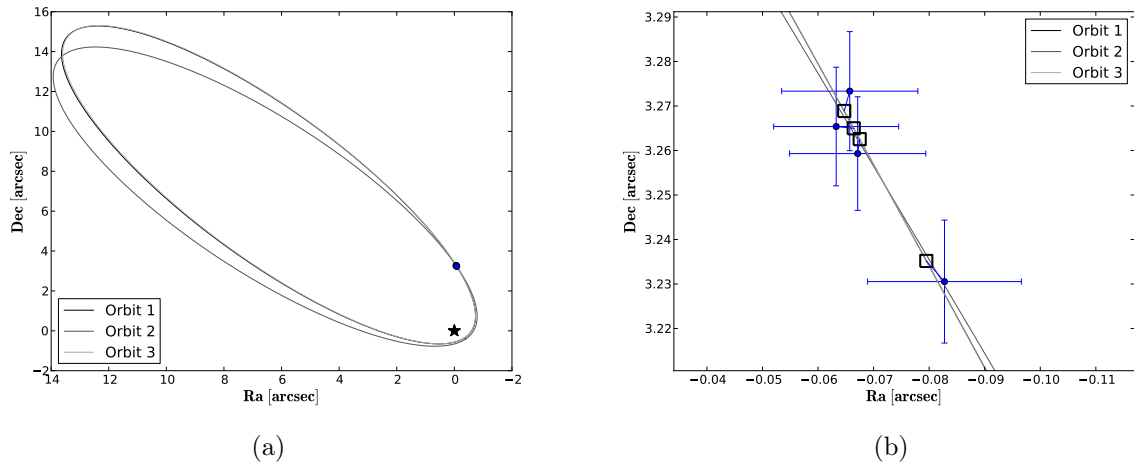 16
14
12
10
8
6
4
2
0
−2
14 12 10 8 6 4 2 0 −2
Dec [arcsec]
Ra [arcsec]
Orbit 1
Orbit 2
Orbit 3
(a)
3.29
3.28
3.27
3.26
3.25
3.24
3.23
3.22
−0.04 −0.05 −0.06 −0.07 −0.08 −0.09 −0.10 −0.11
Dec [arcsec]
Ra [arcsec]
Orbit 1
Orbit 2
Orbit 3
(b)